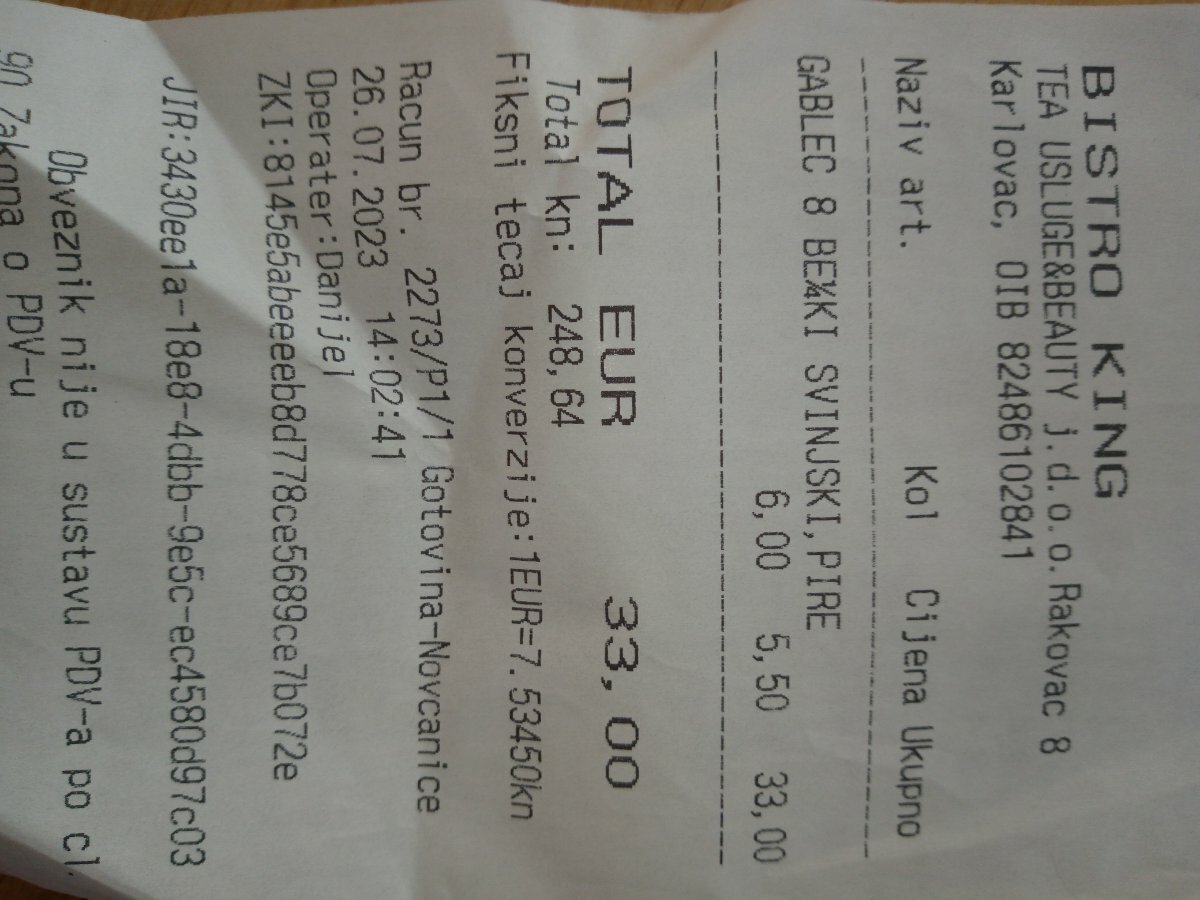 BISTRO KING
TEA USLUGE&BEAUTY j.d.o.o.Rakovac 8
Karlovac, OIB 82486102841
Naziv art. Kol Cijena Ukupno
GABLEC 8 BE¼KI SVINJSKI,PIRE
6,00 5,50 33,00
TOTAL EUR 33,00
Total kn: 248,64
Fiksni tecaj konverzije:1EUR=7.53450kn
Racun br. 2273/P1/1 Gotovina-Novcanice
26.07.2023 14:02:41
Operater:Danijel
ZKI:8145e5abeeeb8d778ce5689ce7b072e
JIR:3430ee1a-18e8-4dbb-9e5c-ec4580d97c03
Obveznik nije u sustavu PDV-a po cl.
90 Zakona o PDV-u